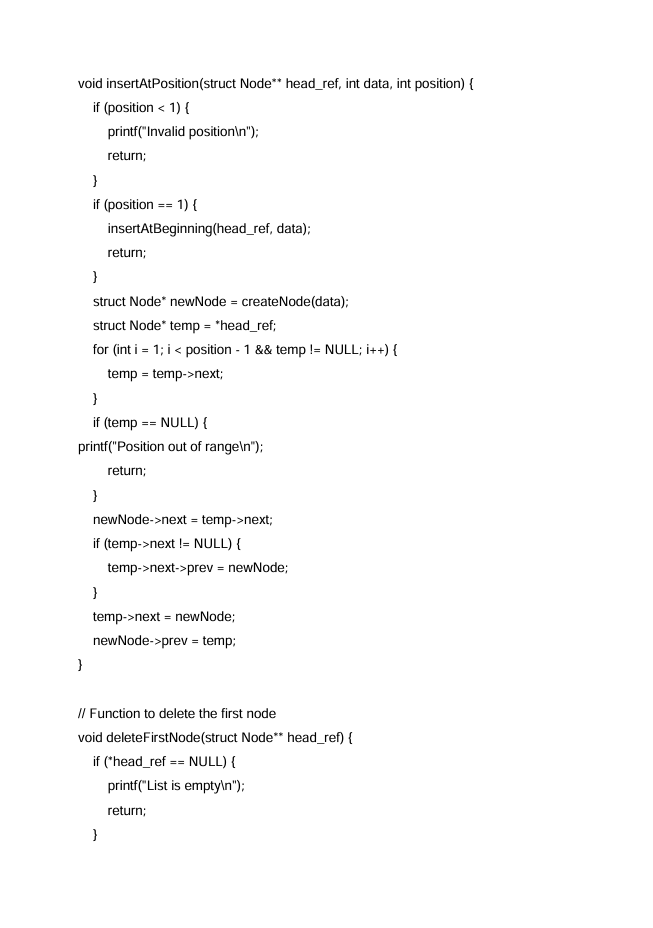 void insertAtPosition(struct Node** head_ref, int data, int position) {
    if (position < 1) {
        printf("Invalid position\n");
        return;
    }
    if (position == 1) {
        insertAtBeginning(head_ref, data);
        return;
    }
    struct Node* newNode = createNode(data);
    struct Node* temp = *head_ref;
    for (int i = 1; i < position - 1 && temp != NULL; i++) {
        temp = temp->next;
    }
    if (temp == NULL) {
printf("Position out of range\n");
        return;
    }
    newNode->next = temp->next;
    if (temp->next != NULL) {
        temp->next->prev = newNode;
    }
    temp->next = newNode;
    newNode->prev = temp;
}

// Function to delete the first node
void deleteFirstNode(struct Node** head_ref) {
    if (*head_ref == NULL) {
        printf("List is empty\n");
        return;
    }